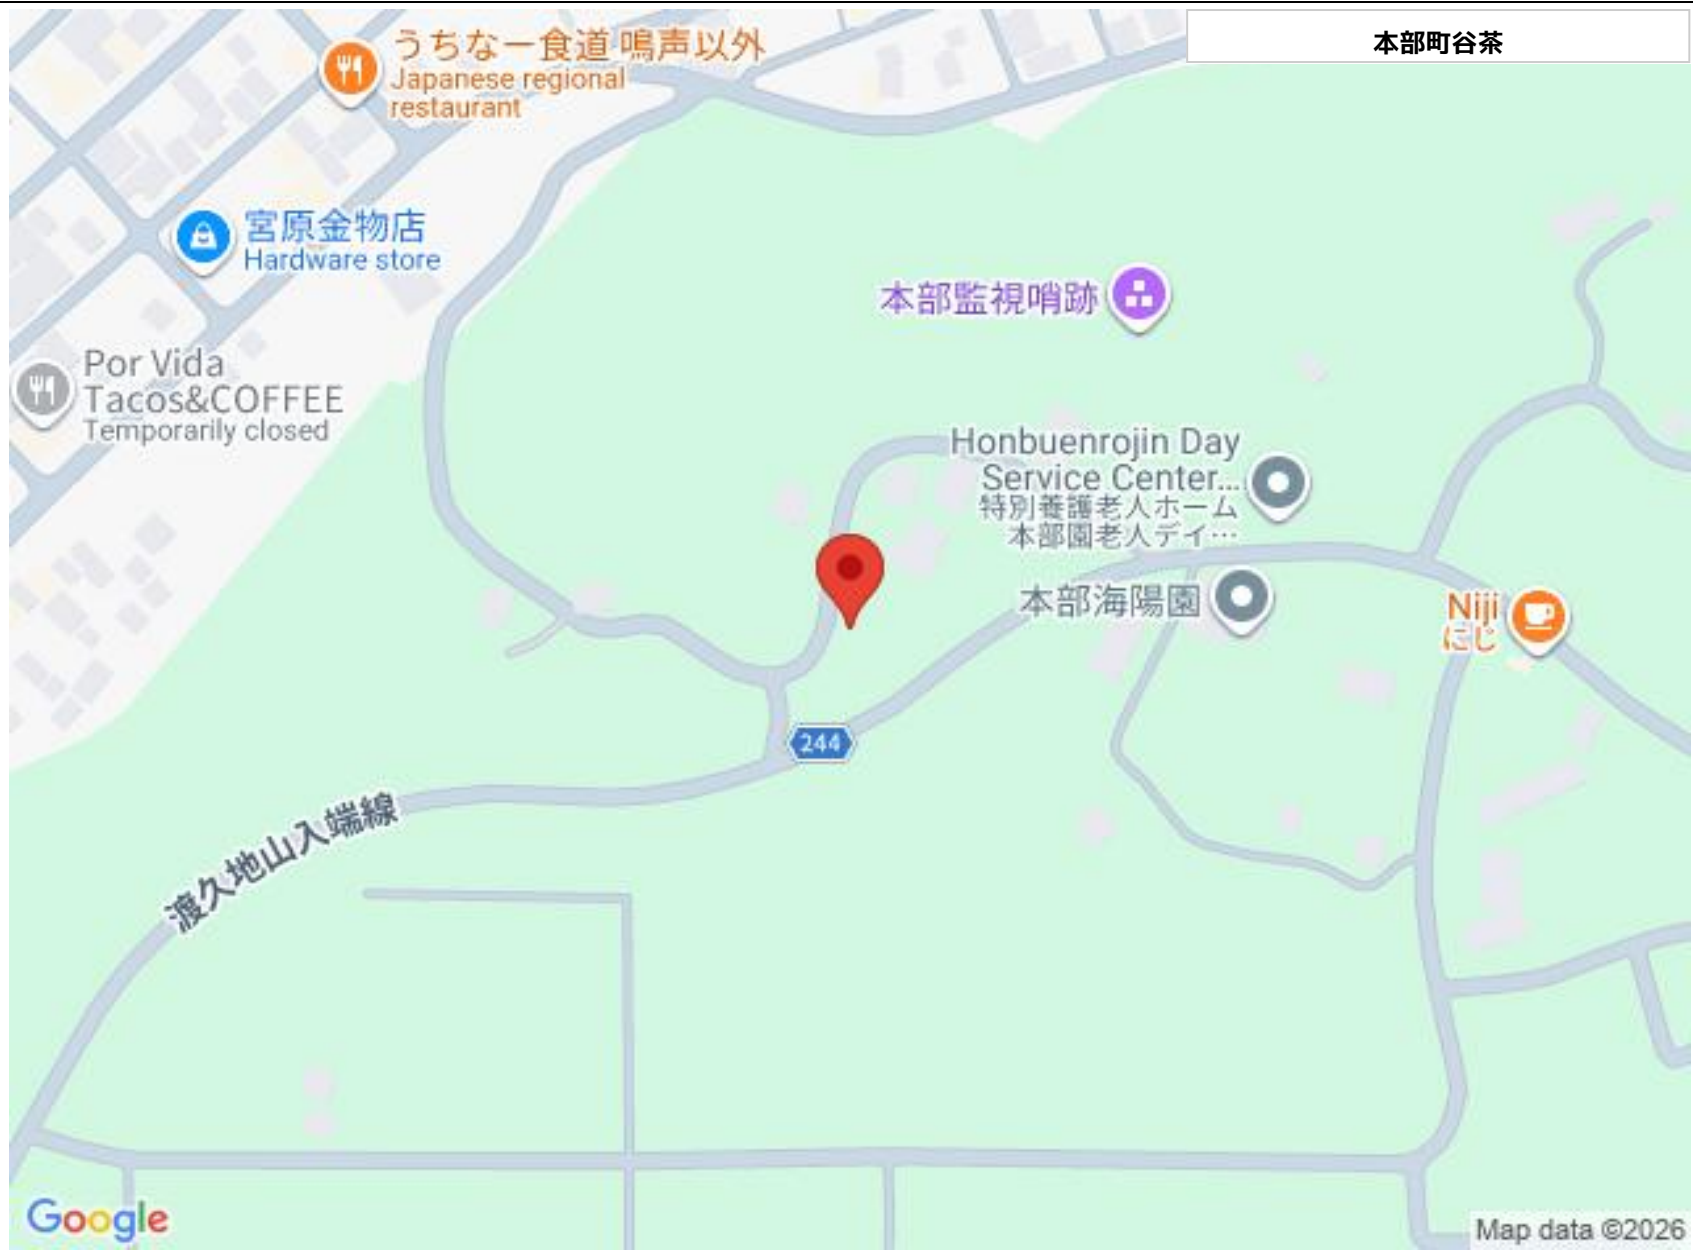 本部町谷茶
うちなー食道 鳴声以外
Japanese regional
restaurant
宮原金物店
Hardware store
本部監視哨跡
Por Vida
Tacos&COFFEE
Temporarily closed
Honbuenrojin Day
Service Center...
特別養護老人ホーム
本部園老人デイ…
本部海陽園
Niji
にじ
244
渡久地山入端線
Google
Map data ©2026